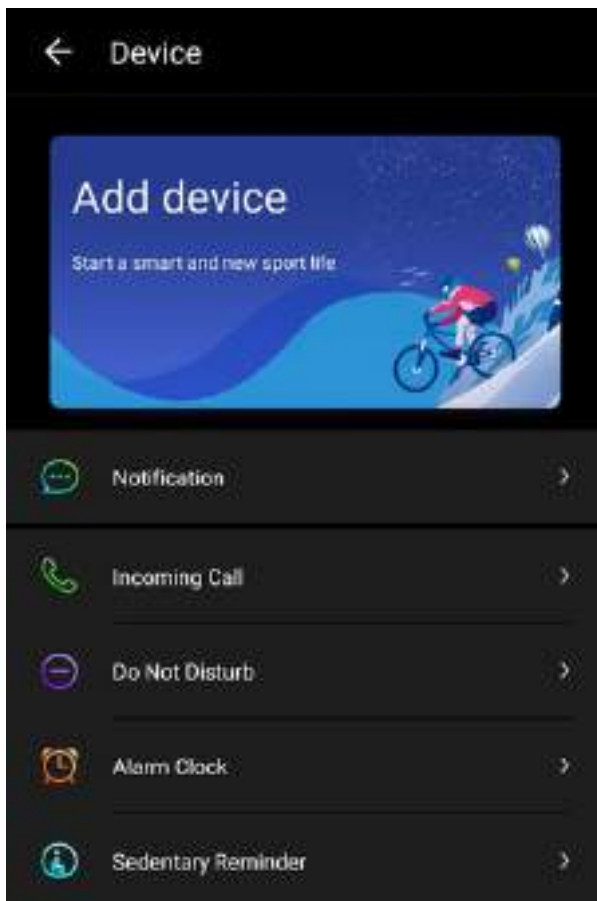 Device
Add device
Start a smart and new sport life
Notification
Incoming Call
Do Not Disturb
Alarm Clock
Sedentary Reminder